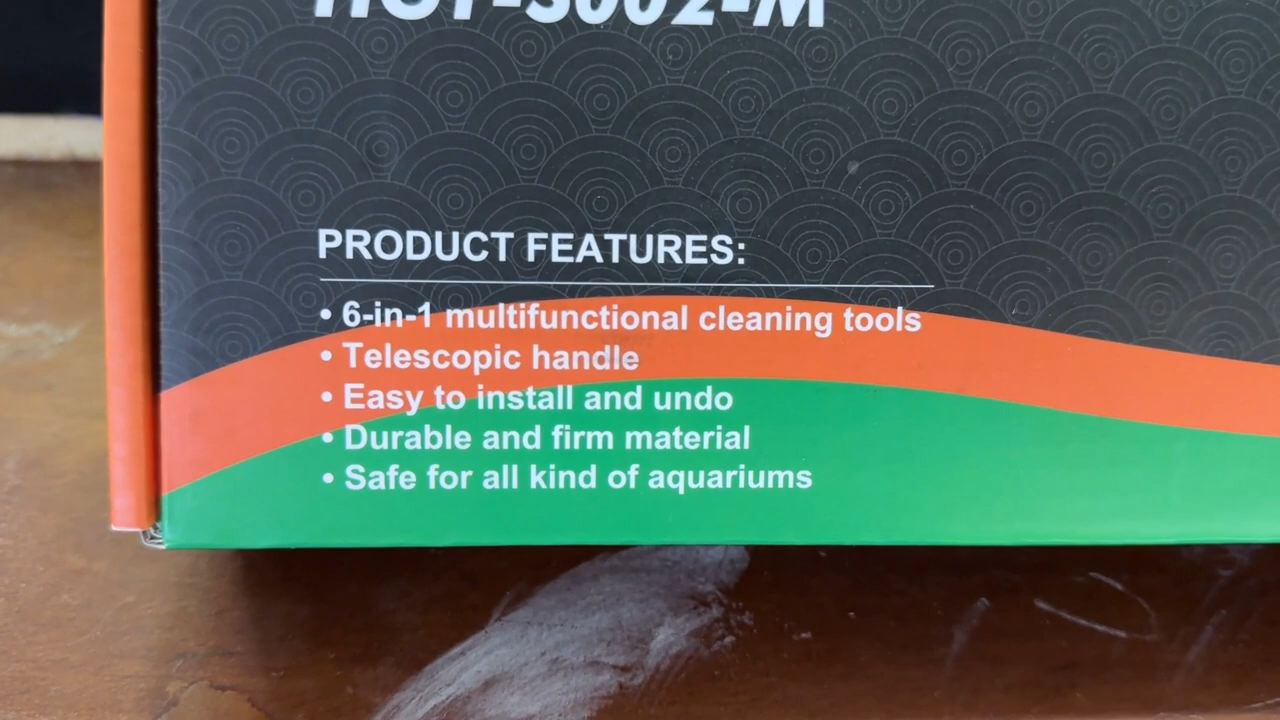 PRODUCT FEATURES:
• 6-in-1 multifunctional cleaning tools
• Telescopic handle
• Easy to install and undo
• Durable and firm material
• Safe for all kind of aquariums